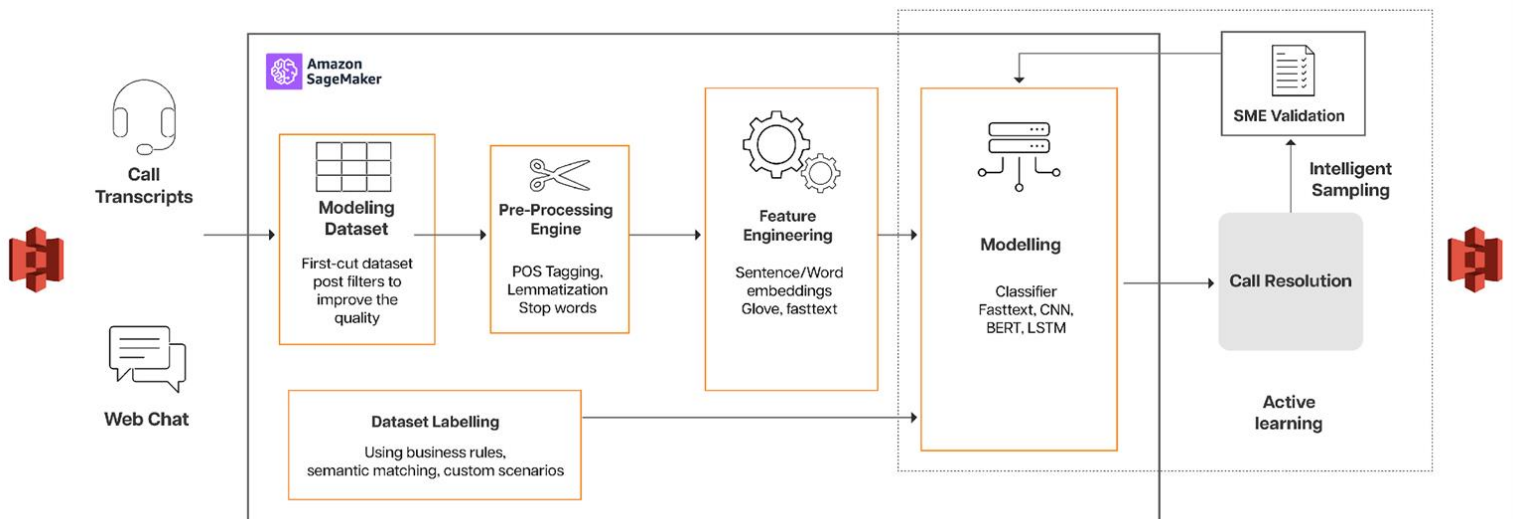 Amazon
SageMaker
Call
Transcripts
Web Chat
Modeling
Dataset
First-cut dataset
post filters to
improve the
quality
Pre-Processing
Engine
POS Tagging,
Lemmatization
Stop words
Feature
Engineering
Sentence/Word
embeddings
Glove, fasttext
Dataset Labelling
Using business rules,
semantic matching, custom scenarios
Modelling
Classifier
Fasttext, CNN,
BERT, LSTM
SME Validation
Intelligent
Sampling
Call Resolution
Active
learning